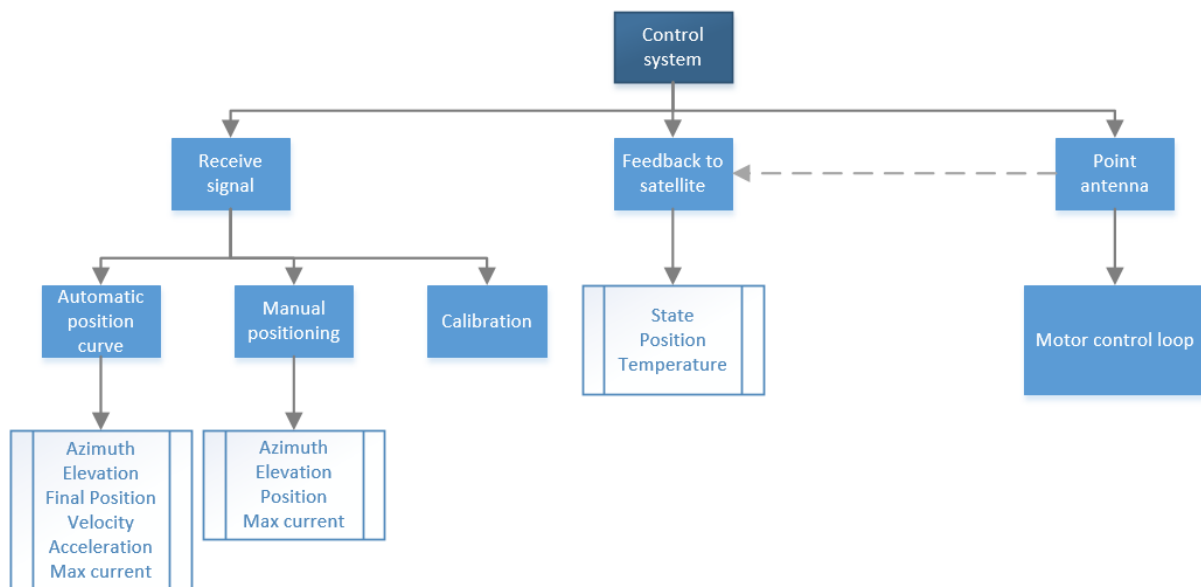 Control
system
Receive
signal
Feedback to
satellite
Point
antenna
Automatic
position
curve
Manual
positioning
Calibration
State
Position
Temperature
Motor control loop
Azimuth
Elevation
Final Position
Velocity
Acceleration
Max current
Azimuth
Elevation
Position
Max current